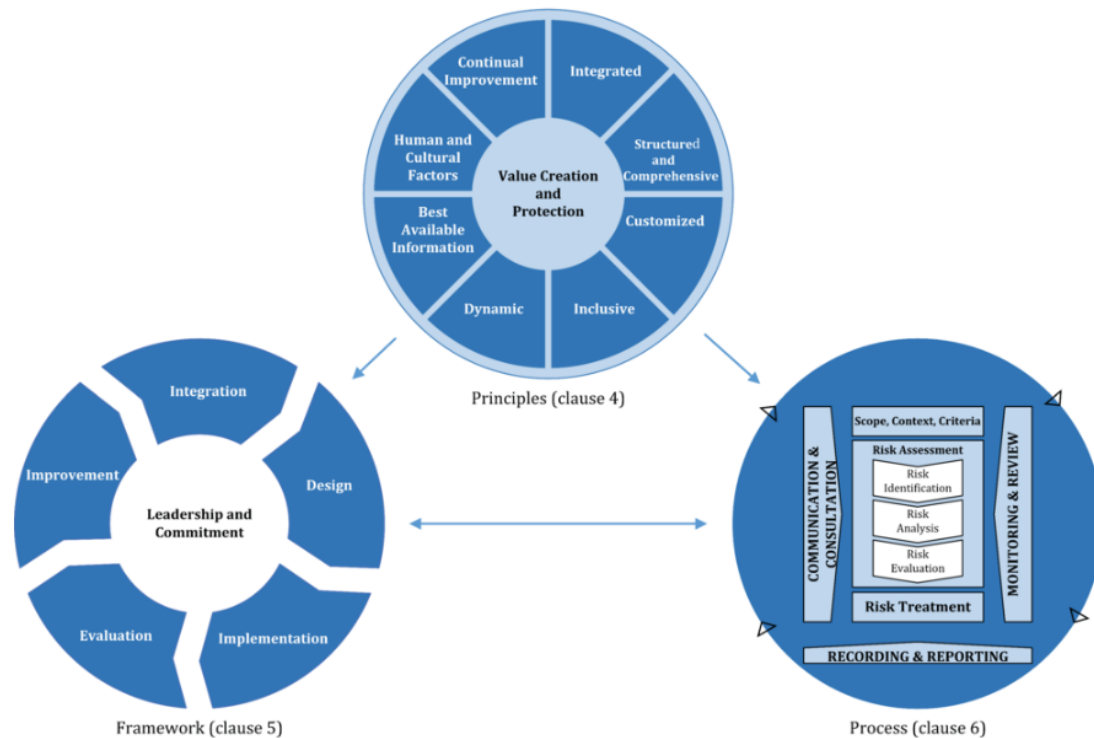 Continual
Improvement
Integrated
Human and
Cultural
Factors
Structured
and
Comprehensive
Value Creation
and
Protection
Best
Available
Information
Customized
Dynamic
Inclusive
Principles (clause 4)
Integration
Improvement
Design
Leadership and
Commitment
Evaluation
Implementation
Framework (clause 5)
Scope, Context, Criteria
Risk Assessment
Risk
Identification
Risk
Analysis
Risk
Evaluation
Risk Treatment
COMMUNICATION &
CONSULTATION
MONITORING & REVIEW
RECORDING & REPORTING
Process (clause 6)